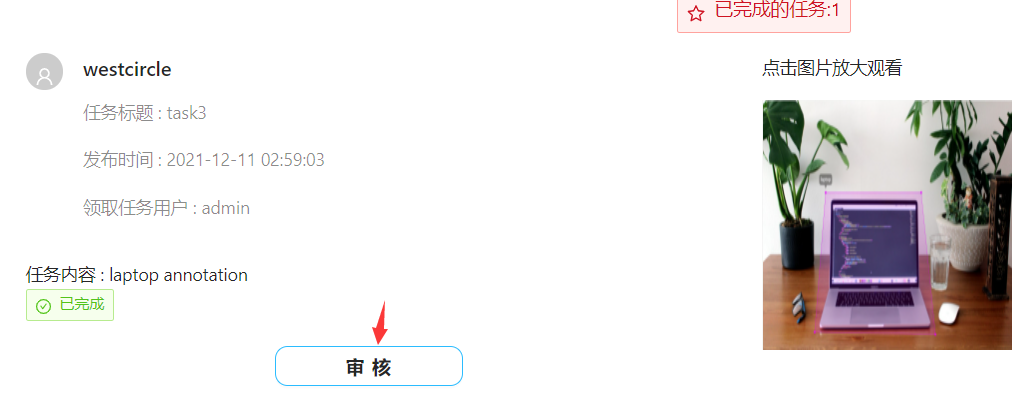 已完成的任务:1
westcircle
点击图片放大观看
任务标题 : task3
发布时间 : 2021-12-11 02:59:03
领取任务用户 : admin
任务内容 : laptop annotation
已完成
审 核